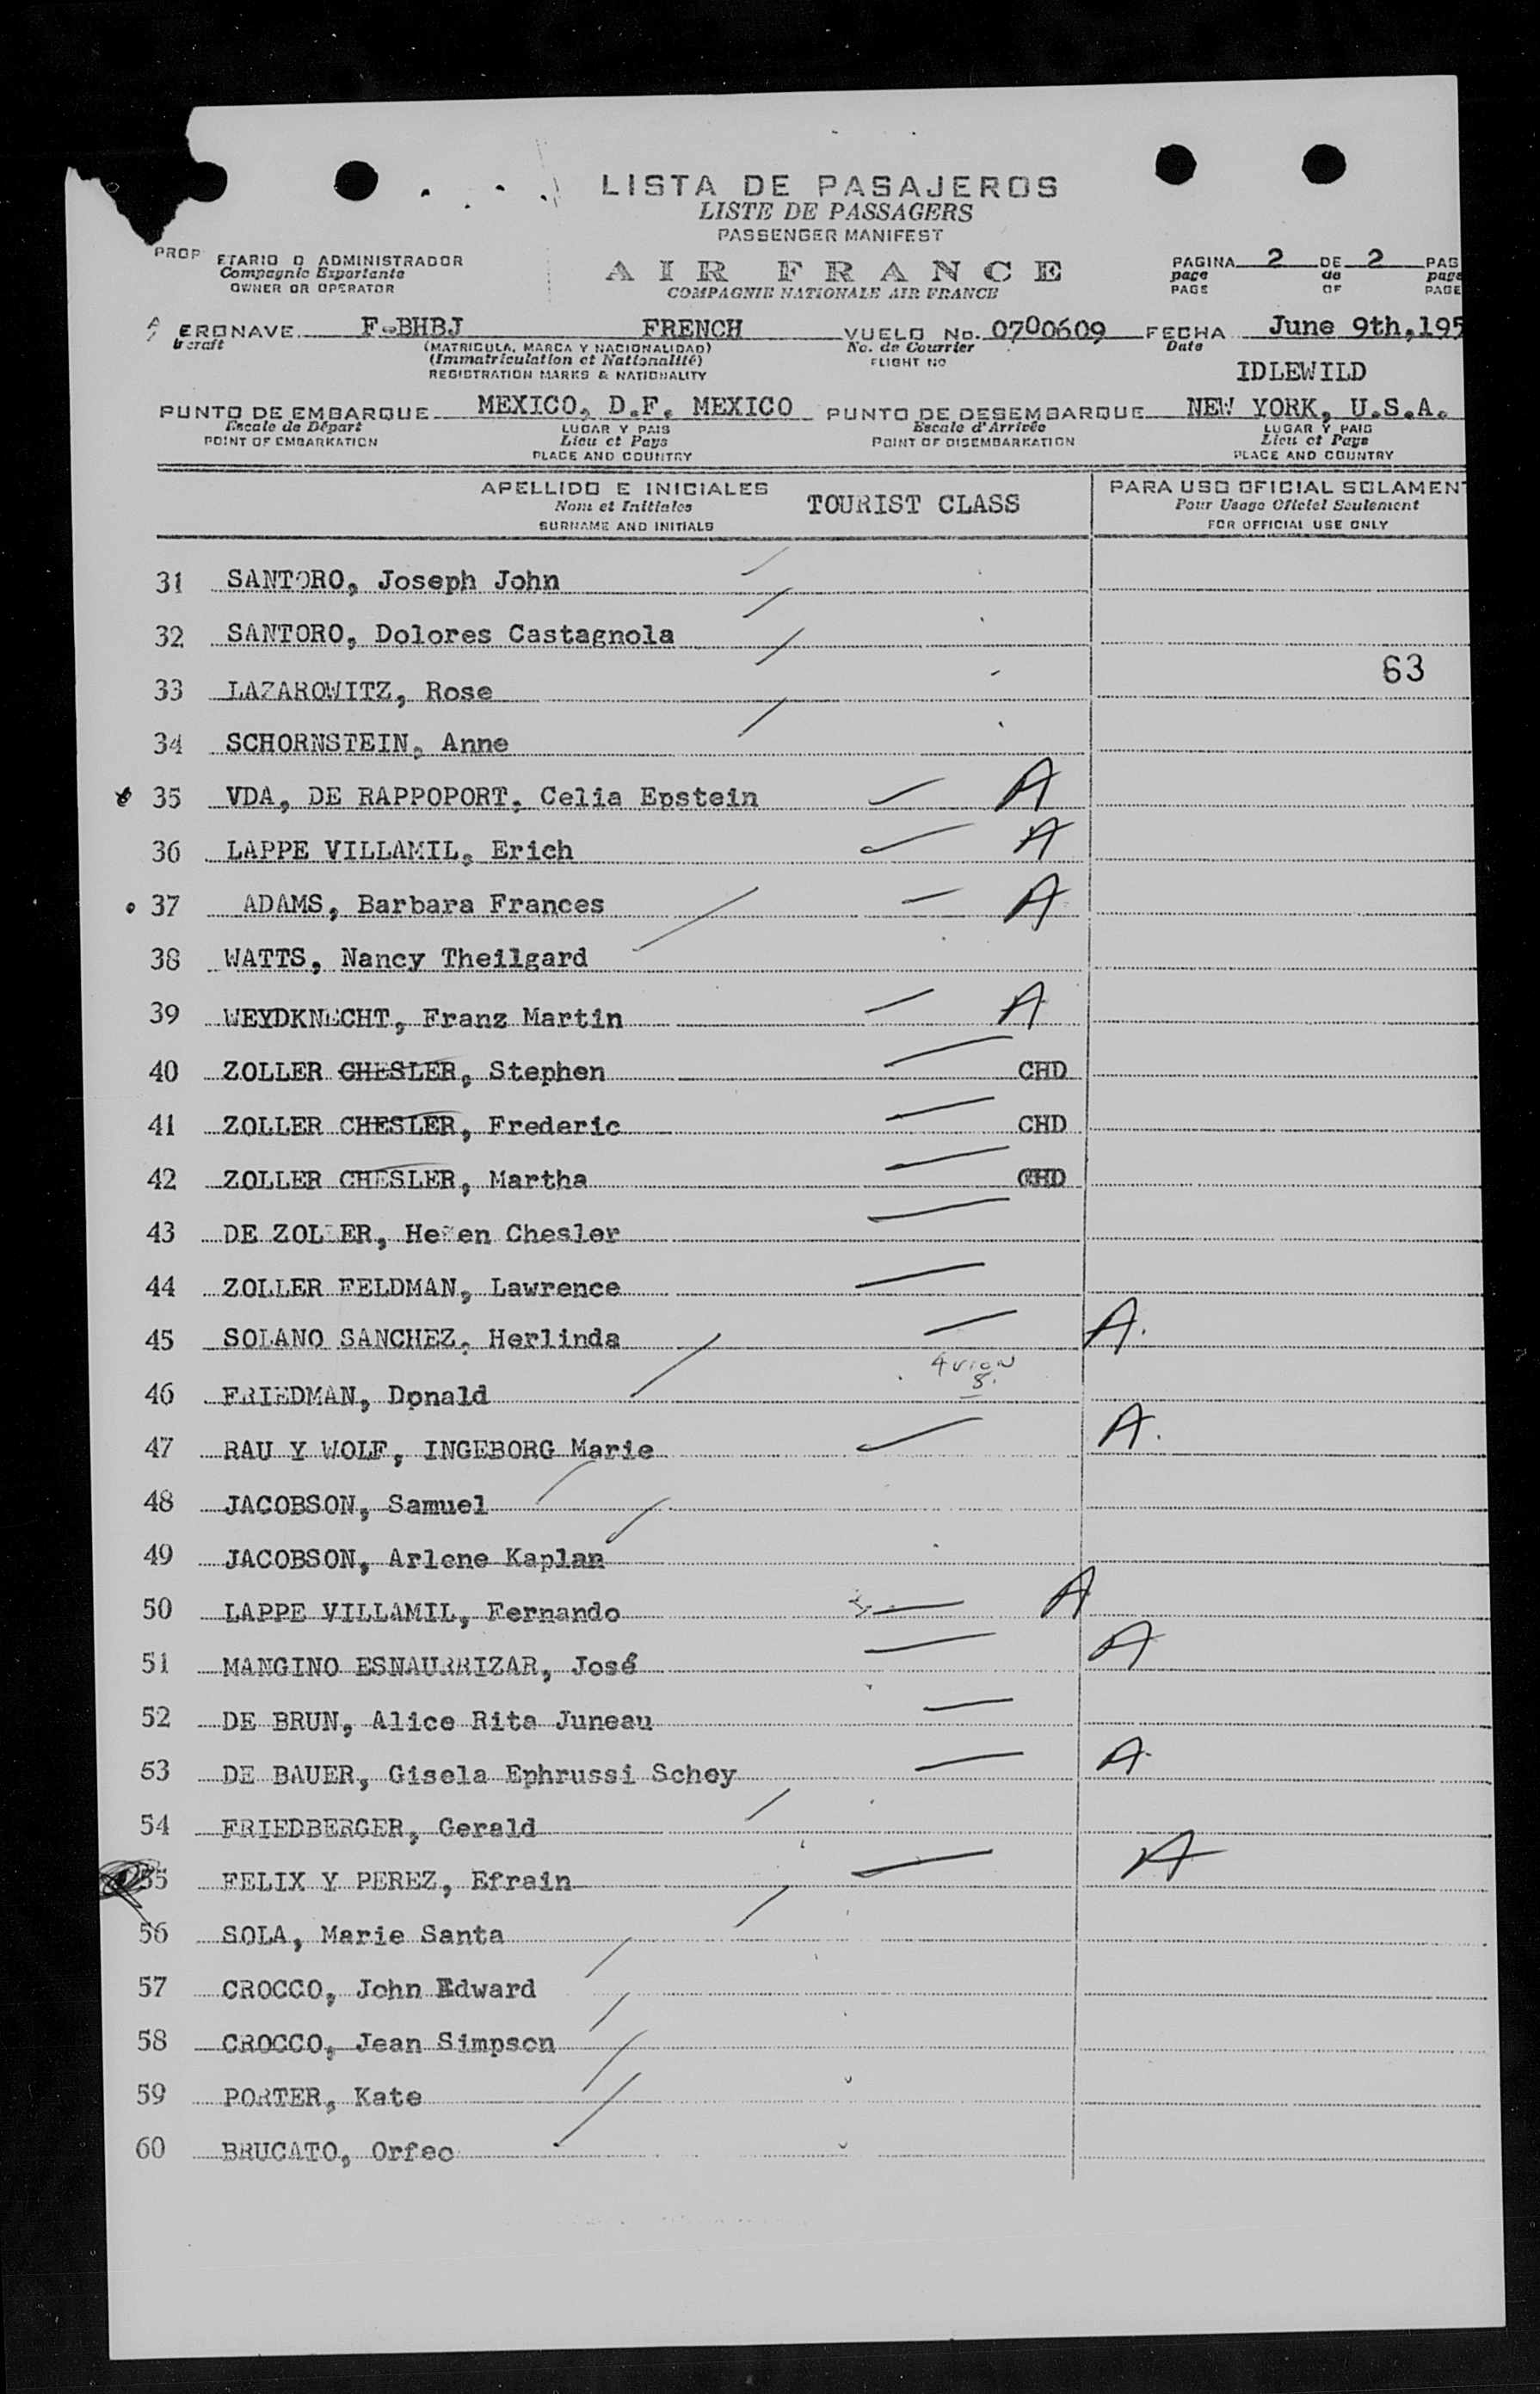 LISTA DE PASAJEROS
LISTE DE PASSAGERS
PASSENGER MANIFEST
PROP ETARIO O ADMINISTRADOR
Compagnie Exportante
OWNER OR OPERATOR
AIR FRANCE
COMPAGNIE NATIONALE AIR FRANCE
PAGINA 2 DE 2 PAG
page de page
PAGE OF PAGE
AERONAVE F-BHBJ FRENCH VUELO No. 0700609 FECHA June 9th,195
ircraft (MATRICULA, MARCA Y NACIONALIDAD) No. de Courrier Date
(Immatriculation et Nationalité) FLIGHT NO
REGISTRATION MARKS & NATIONALITY
IDLEWILD
PUNTO DE EMBARQUE MEXICO, D.F. MEXICO PUNTO DE DESEMBARQUE NEW YORK, U.S.A.
Escale de Départ LUGAR Y PAIS Escale d'Arrivée LUGAR Y PAIS
POINT OF EMBARKATION Lieu et Pays POINT OF DISEMBARKATION Lieu et Pays
PLACE AND COUNTRY PLACE AND COUNTRY
APELLIDO E INICIALES TOURIST CLASS PARA USO OFICIAL SOLAMENT
Nom et Initiales Pour Usage Officiel Seulement
SURNAME AND INITIALS FOR OFFICIAL USE ONLY
31 SANTORO, Joseph John
32 SANTORO, Dolores Castagnola
63
33 LAZAROWITZ, Rose
34 SCHORNSTEIN, Anne
35 VDA, DE RAPPOPORT, Celia Epstein A
36 LAPPE VILLAMIL, Erich A
37 ADAMS, Barbara Frances A
38 WATTS, Nancy Theilgard
39 WEYDKNECHT, Franz Martin A
40 ZOLLER CHESLER, Stephen CHD
41 ZOLLER CHESLER, Frederic CHD
42 ZOLLER CHESLER, Martha CHD
43 DE ZOLLER, Helen Chesler
44 ZOLLER FELDMAN, Lawrence
45 SOLANO SANCHEZ, Herlinda A.
46 FRIEDMAN, Donald
47 RAU Y WOLF, INGEBORG Marie A.
48 JACOBSON, Samuel
49 JACOBSON, Arlene Kaplan
50 LAPPE VILLAMIL, Fernando A
51 MANGINO ESNAURRIZAR, José A
52 DE BRUN, Alice Rita Juneau
53 DE BAUER, Gisela Ephrussi Schey A
54 FRIEDBERGER, Gerald
55 FELIX Y PEREZ, Efrain A
56 SOLA, Marie Santa
57 CROCCO, John Edward
58 CROCCO, Jean Simpson
59 PORTER, Kate
60 BRUCATO, Orfeo